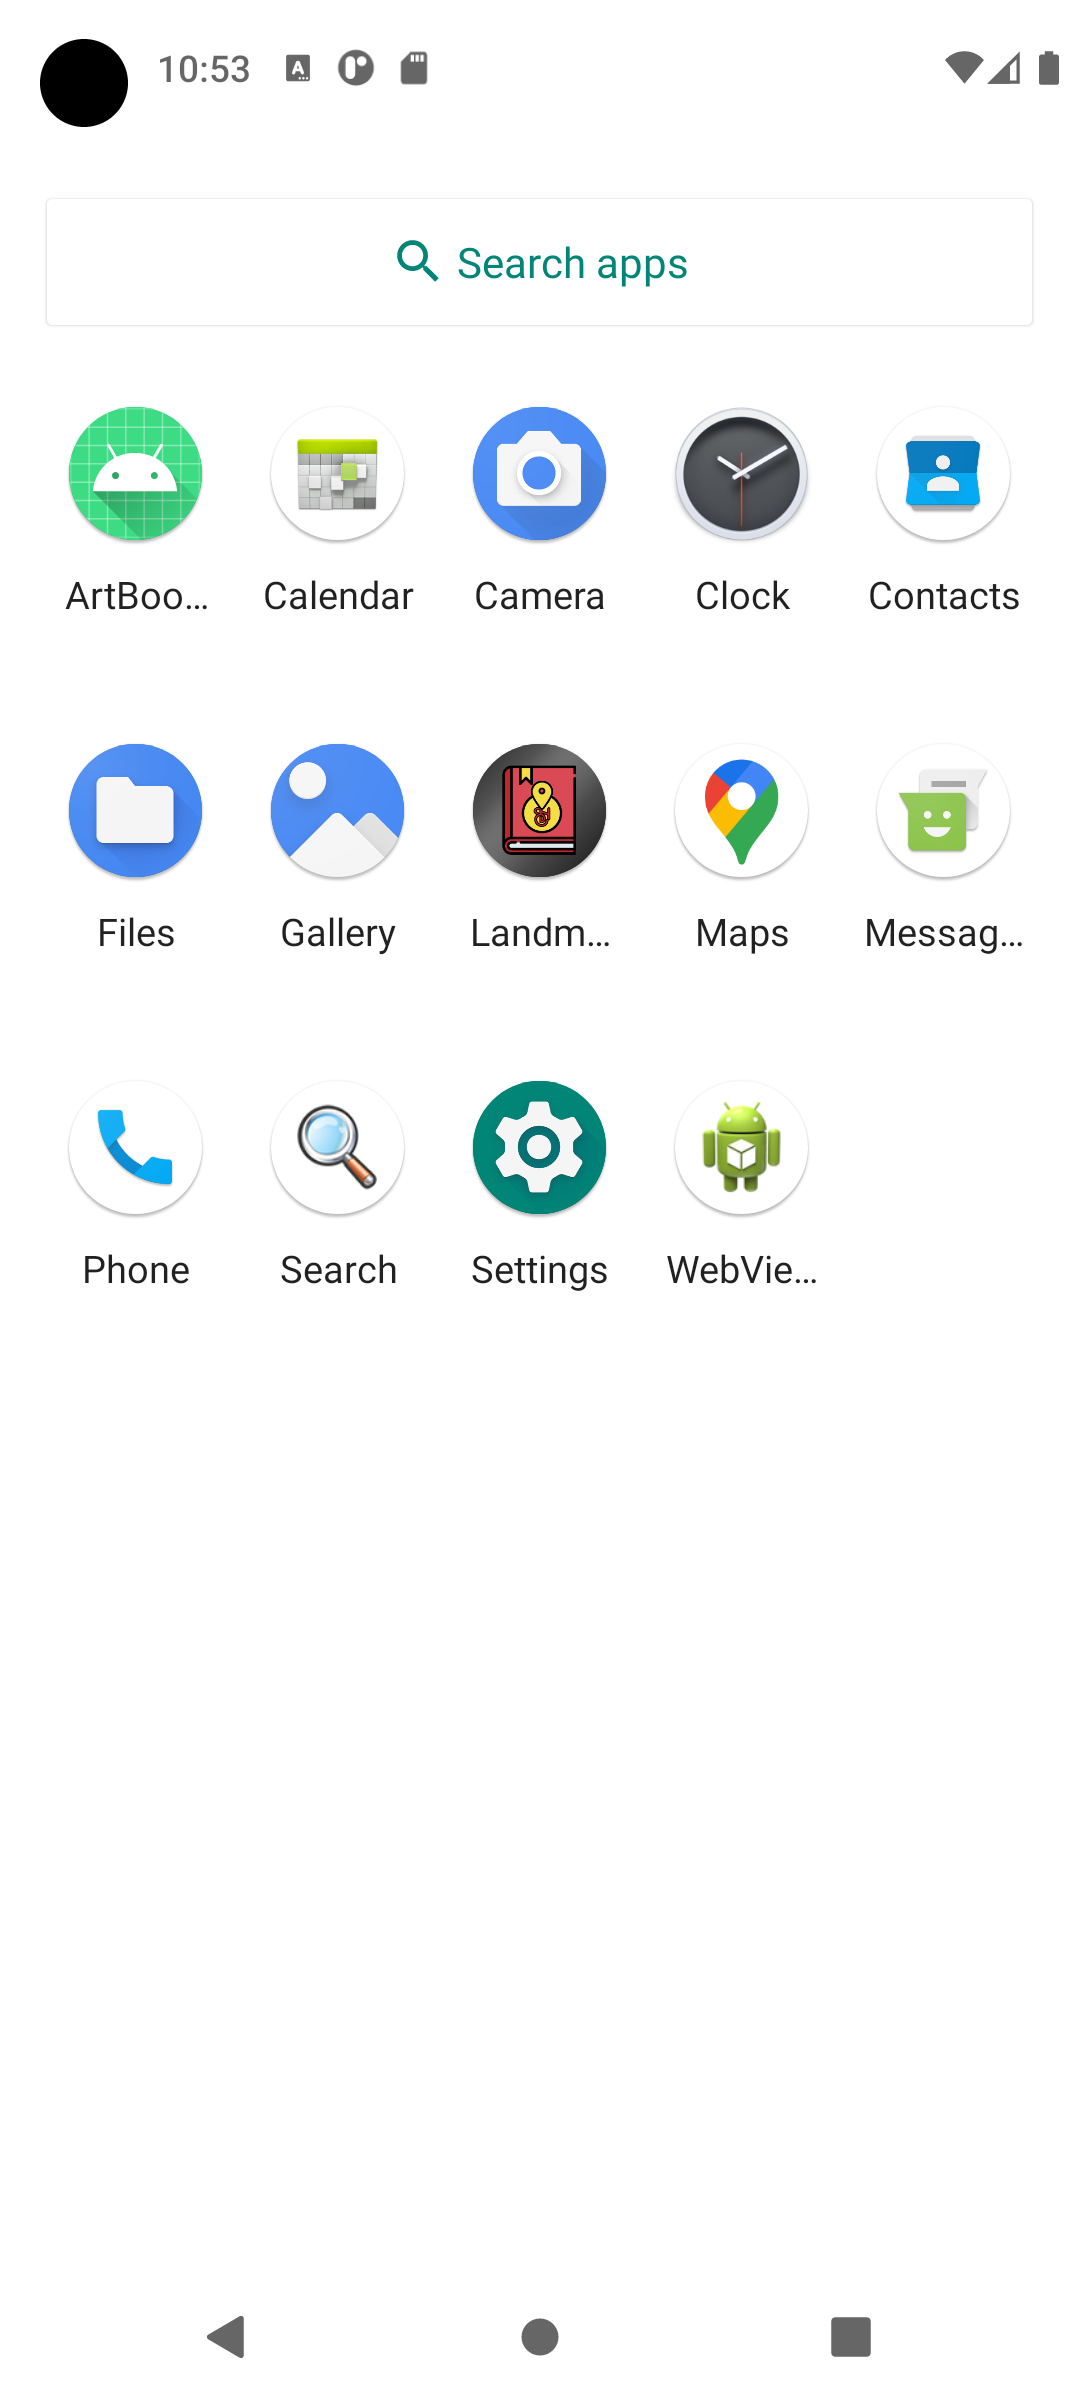 10:53
Search apps
ArtBoo… Calendar Camera Clock Contacts
Files Gallery Landm… Maps Messag…
Phone Search Settings WebVie…